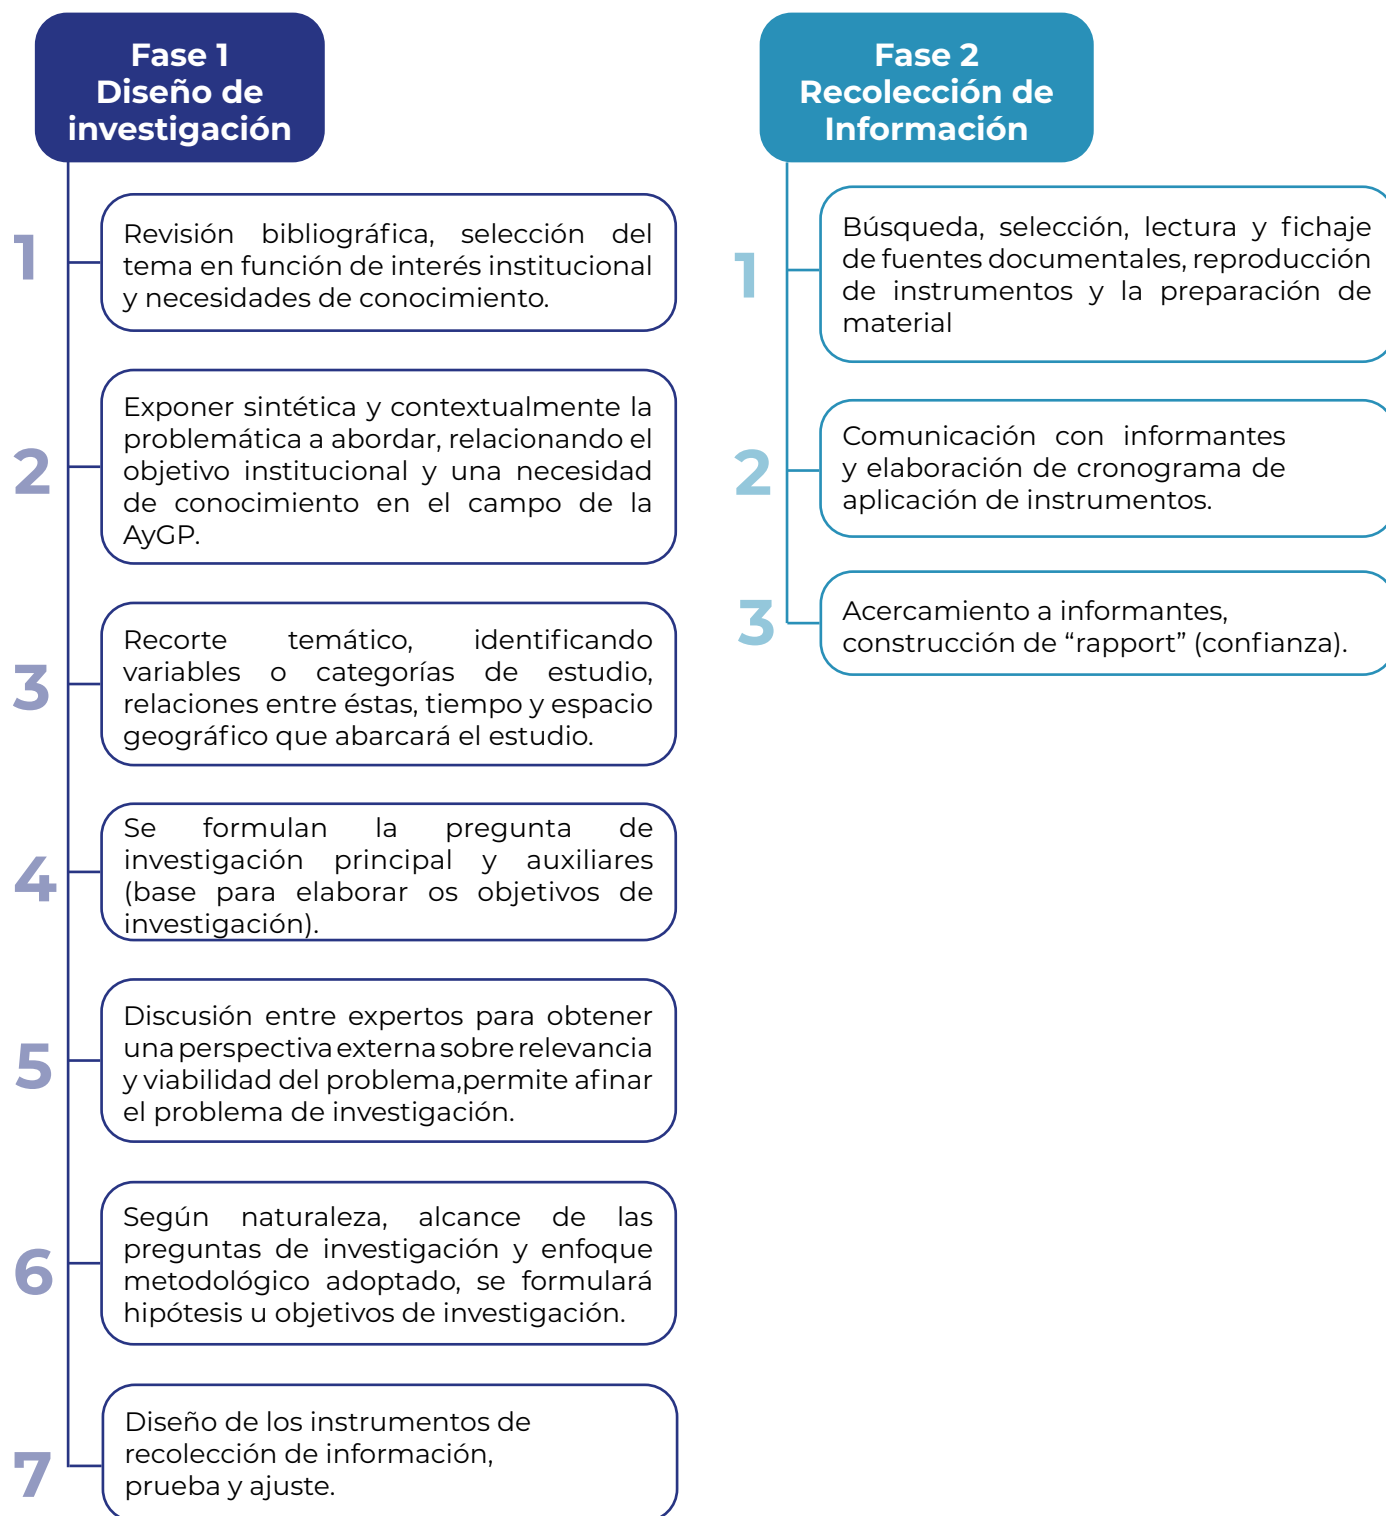 Fase 1
Diseño de
investigación
1
Revisión bibliográfica, selección del
tema en función de interés institucional
y necesidades de conocimiento.
2
Exponer sintética y contextualmente la
problemática a abordar, relacionando el
objetivo institucional y una necesidad
de conocimiento en el campo de la
AyGP.
3
Recorte temático, identificando
variables o categorías de estudio,
relaciones entre éstas, tiempo y espacio
geográfico que abarcará el estudio.
4
Se formulan la pregunta de
investigación principal y auxiliares
(base para elaborar os objetivos de
investigación).
5
Discusión entre expertos para obtener
una perspectiva externa sobre relevancia
y viabilidad del problema,permite afinar
el problema de investigación.
6
Según naturaleza, alcance de las
preguntas de investigación y enfoque
metodológico adoptado, se formulará
hipótesis u objetivos de investigación.
7
Diseño de los instrumentos de
recolección de información,
prueba y ajuste.
Fase 2
Recolección de
Información
1
Búsqueda, selección, lectura y fichaje
de fuentes documentales, reproducción
de instrumentos y la preparación de
material
2
Comunicación con informantes
y elaboración de cronograma de
aplicación de instrumentos.
3
Acercamiento a informantes,
construcción de “rapport” (confianza).